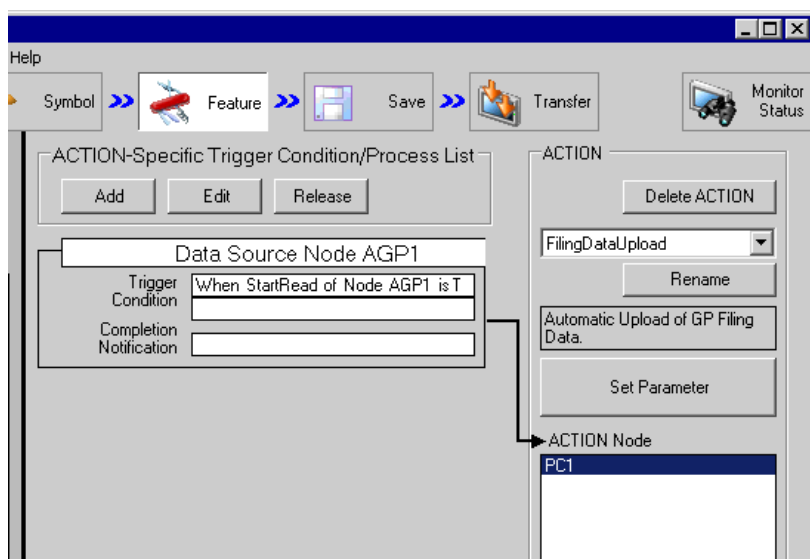 Help
Symbol
Feature
Save
Transfer
Monitor
Status
ACTION-Specific Trigger Condition/Process List
Add
Edit
Release
Data Source Node AGP1
Trigger
Condition
When StartRead of Node AGP1 is T
Completion
Notification
ACTION
Delete ACTION
FilingDataUpload
Rename
Automatic Upload of GP Filing
Data.
Set Parameter
ACTION Node
PC1